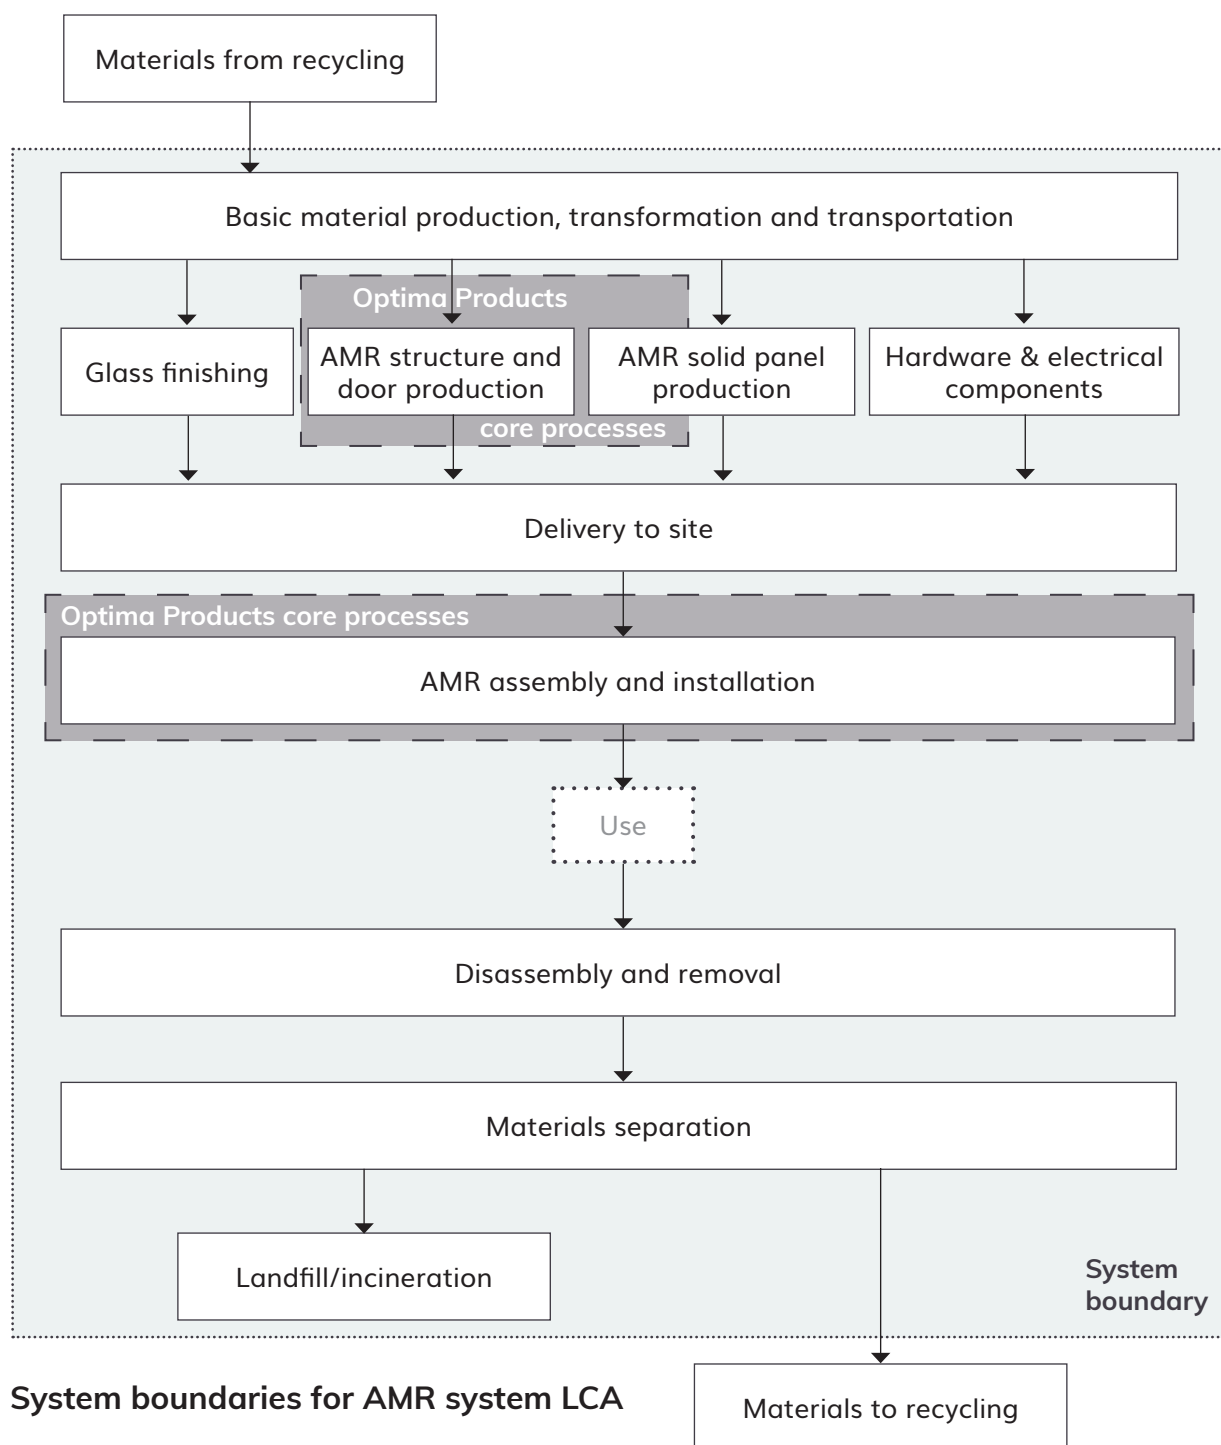 Materials from recycling
Basic material production, transformation and transportation
Optima Products
Glass finishing
AMR structure and
door production
AMR solid panel
production
Hardware & electrical
components
core processes
Delivery to site
Optima Products core processes
AMR assembly and installation
Use
Disassembly and removal
Materials separation
Landfill/incineration
System
boundary
System boundaries for AMR system LCA
Materials to recycling